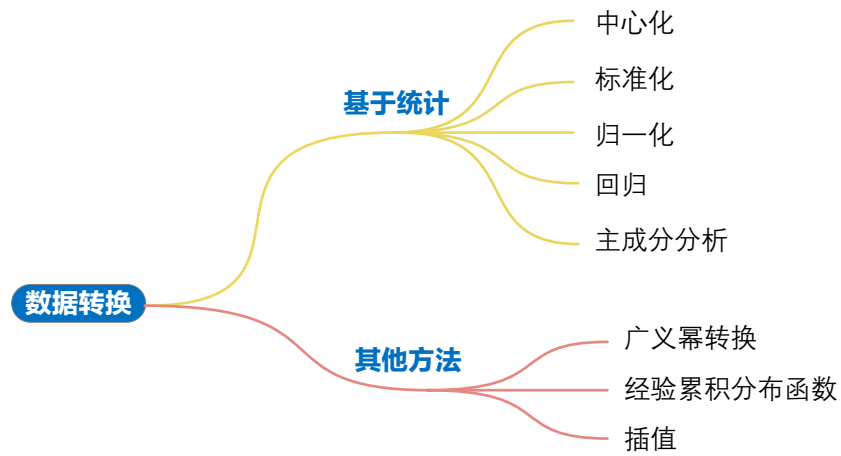 数据转换
基于统计
中心化
标准化
归一化
回归
主成分分析
其他方法
广义幂转换
经验累积分布函数
插值